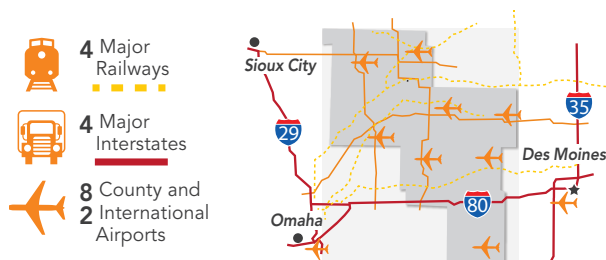 4 Major
Railways
4 Major
Interstates
8 County and
2 International
Airports
Sioux City
29
35
Des Moines
80
Omaha